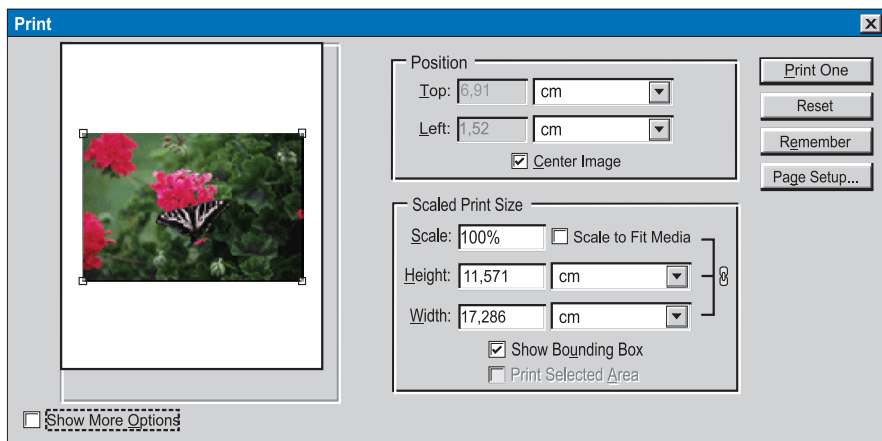 Print
Position
Top: 6,91 cm
Left: 1,52 cm
Center Image
Scaled Print Size
Scale: 100% Scale to Fit Media
Height: 11,571 cm
Width: 17,286 cm
Show Bounding Box
Print Selected Area
Print One
Reset
Remember
Page Setup...
Show More Options